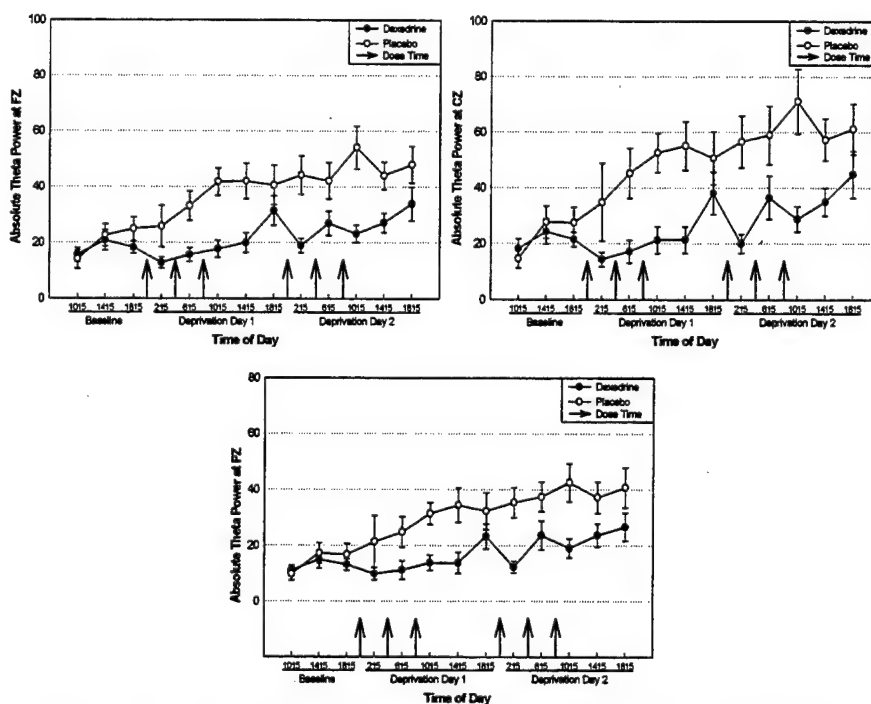 100
80
60
40
20
0
Absolute Theta Power at FZ
Dexedrine
Placebo
Dose Time
1015 1415 1815 215 615 1015 1415 1815 215 615 1015 1415 1815
Baseline Deprivation Day 1 Deprivation Day 2
Time of Day
100
80
60
40
20
0
Absolute Theta Power at CZ
Dexedrine
Placebo
Dose Time
1015 1415 1815 215 615 1015 1415 1815 215 615 1015 1415 1815
Baseline Deprivation Day 1 Deprivation Day 2
Time of Day
80
60
40
20
0
Absolute Theta Power at PZ
Dexedrine
Placebo
Dose Time
1015 1415 1815 215 615 1015 1415 1815 215 615 1015 1415 1815
Baseline Deprivation Day 1 Deprivation Day 2
Time of Day